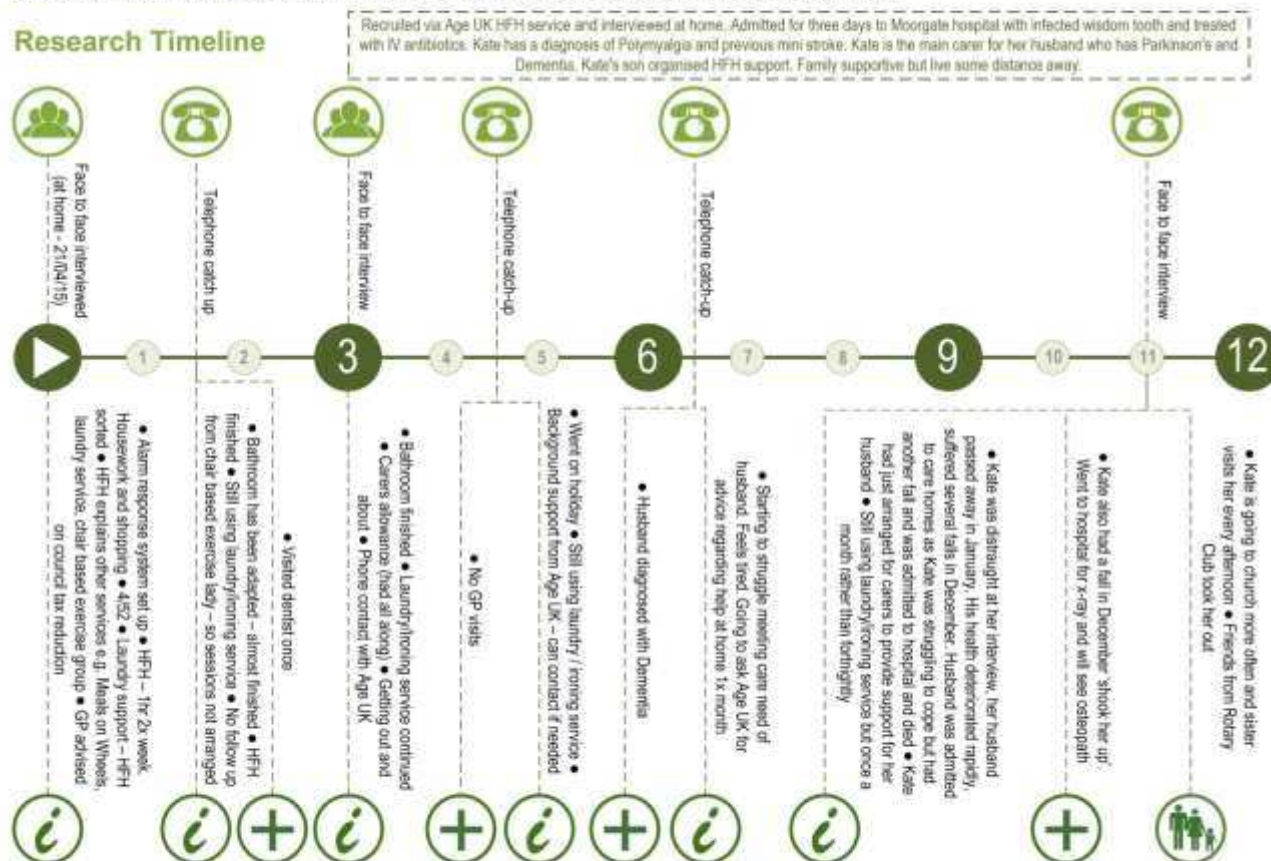 Research Timeline
Recruited via Age UK HFH service and interviewed at home. Admitted for three days to Moorgate hospital with infected wisdom tooth and treated
with IV antibiotics. Kate has a diagnosis of Polymyalgia and previous mini stroke. Kate is the main carer for her husband who has Parkinson's and
Dementia. Kate's son organised HFH support. Family supportive but live some distance away.
Face to face interviewed
(at home - 21/04/15)
Telephone catch up
Face to face interview
Telephone catch-up
Telephone catch-up
Face to face interview
1
2
3
4
5
6
7
8
9
10
11
12
● Alarm response system set up ● HFH – 1hr 2x week.
Housework and shopping ● 4/52 ● Laundry support – HFH
sorted ● HFH explains other services e.g. Meals on Wheels,
laundry service, chair based exercise group ● GP advised
on council tax reduction
● Bathroom has been adapted – almost finished ● HFH
finished ● Still using laundry/ironing service ● No follow up
from chair based exercise lady – so sessions not arranged
● Visited dentist once
● Bathroom finished ● Laundry/ironing service continued
● Carers allowance (had all along) ● Getting out and
about ● Phone contact with Age UK
● No GP visits
● Went on holiday ● Still using laundry / ironing service ●
Background support from Age UK – can contact if needed
● Husband diagnosed with Dementia
● Starting to struggle meeting care need of
husband. Feels tired. Going to ask Age UK for
advice regarding help at home 1x month
● Kate was distraught at her interview, her husband
passed away in January. His health deteriorated rapidly,
suffered several falls in December. Husband was admitted
to care homes as Kate was struggling to cope but had
another fall and was admitted to hospital and died ● Kate
had just arranged for carers to provide support for her
husband ● Still using laundry/ironing service but once a
month rather than fortnightly
● Kate also had a fall in December 'shook her up'.
Went to hospital for x-ray and will see osteopath
● Kate is going to church more often and sister
visits her every afternoon ● Friends from Rotary
Club took her out